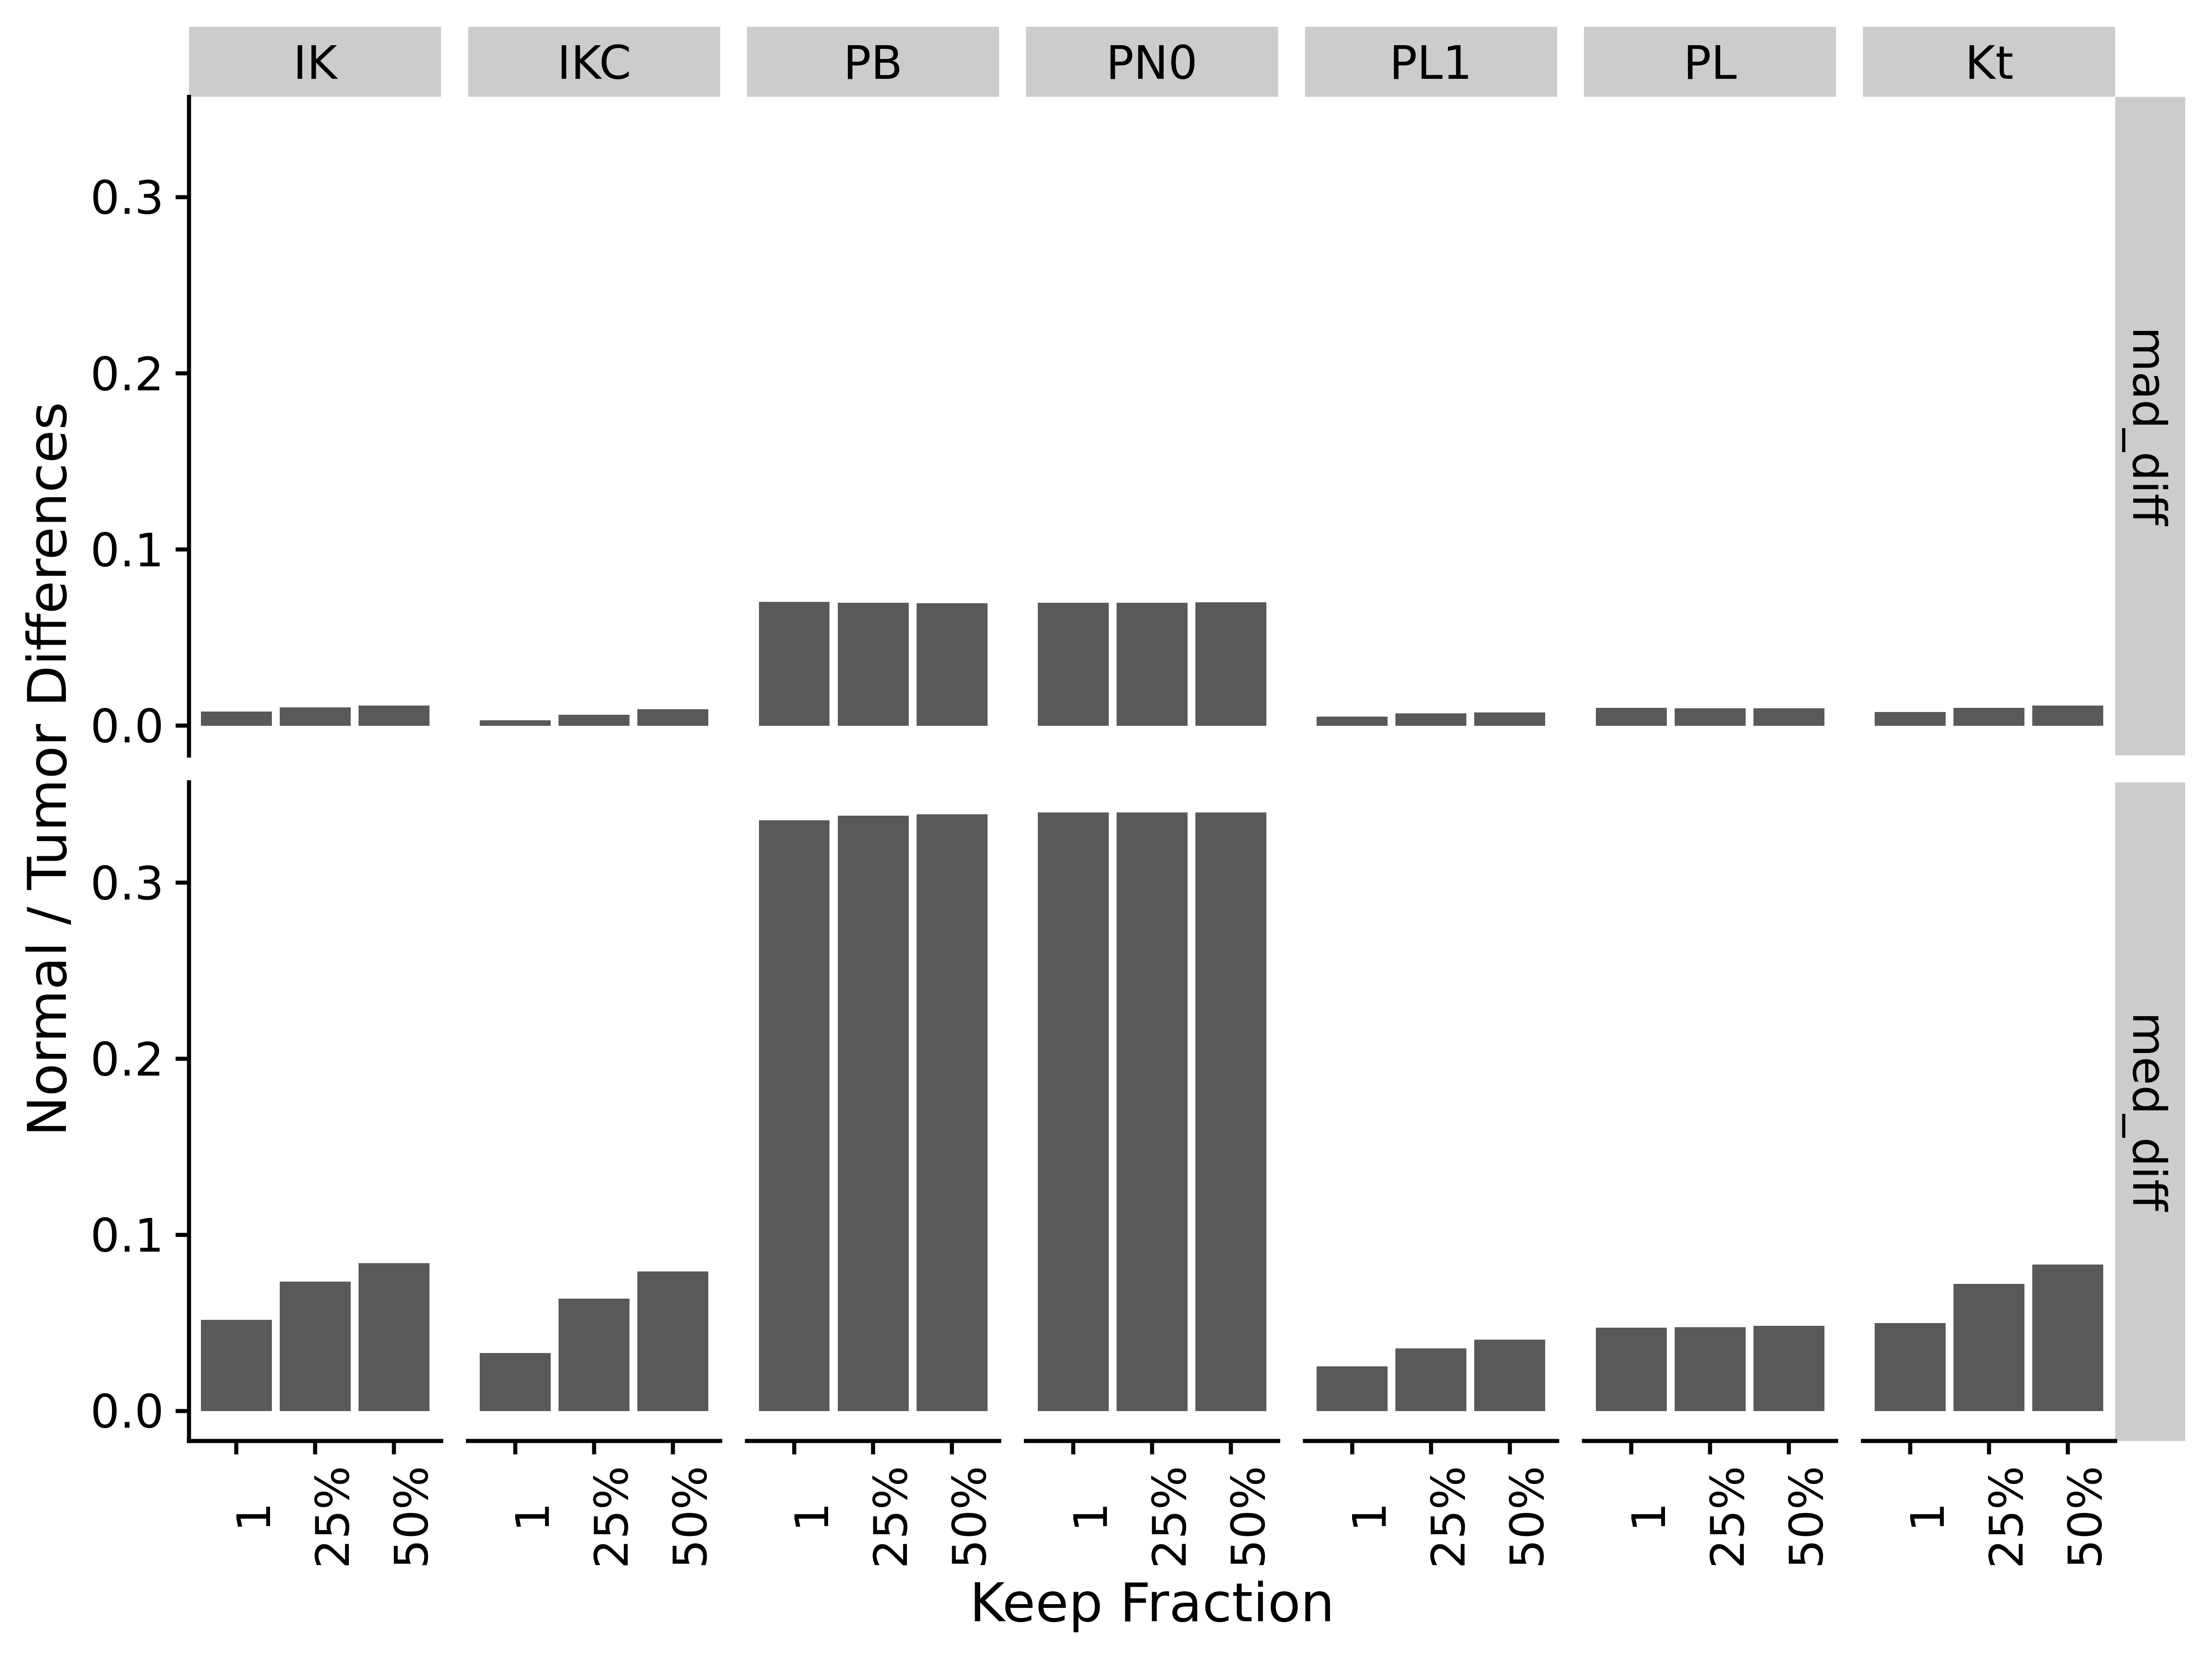 IK IKC PB PN0 PL1 PL Kt
0.3
0.2
0.1
0.0
mad_diff
Normal / Tumor Differences
0.3
0.2
0.1
0.0
med_diff
1 25% 50% 1 25% 50% 1 25% 50% 1 25% 50% 1 25% 50% 1 25% 50% 1 25% 50%
Keep Fraction